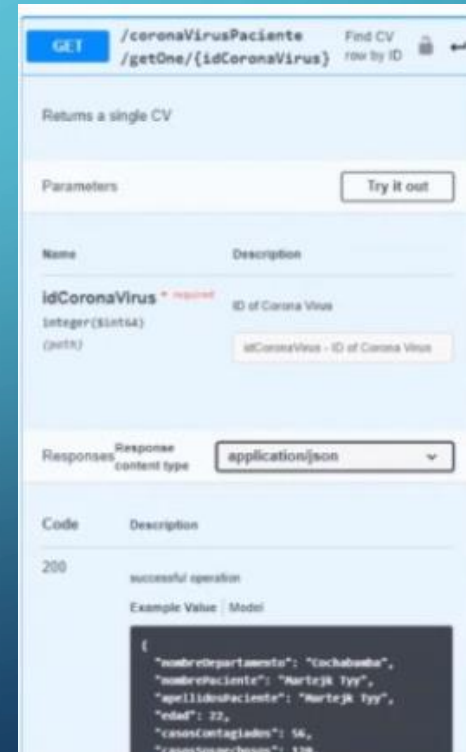 GET /coronaVirusPaciente Find CV
/getOne/{idCoronaVirus} row by ID
Returns a single CV
Parameters Try it out
Name Description
idCoronaVirus * required ID of Corona Virus
integer($int64)
(path) idCoronaVirus - ID of Corona Virus
Responses Response content type application/json
Code Description
200 successful operation
Example Value | Model
{
"nombreDepartamento": "Cochabamba",
"nombrePaciente": "Martejk Tyy",
"apellidosPaciente": "Martejk Tyy",
"edad": 22,
"casosContagiados": 56,
"casosSospechosos": 120